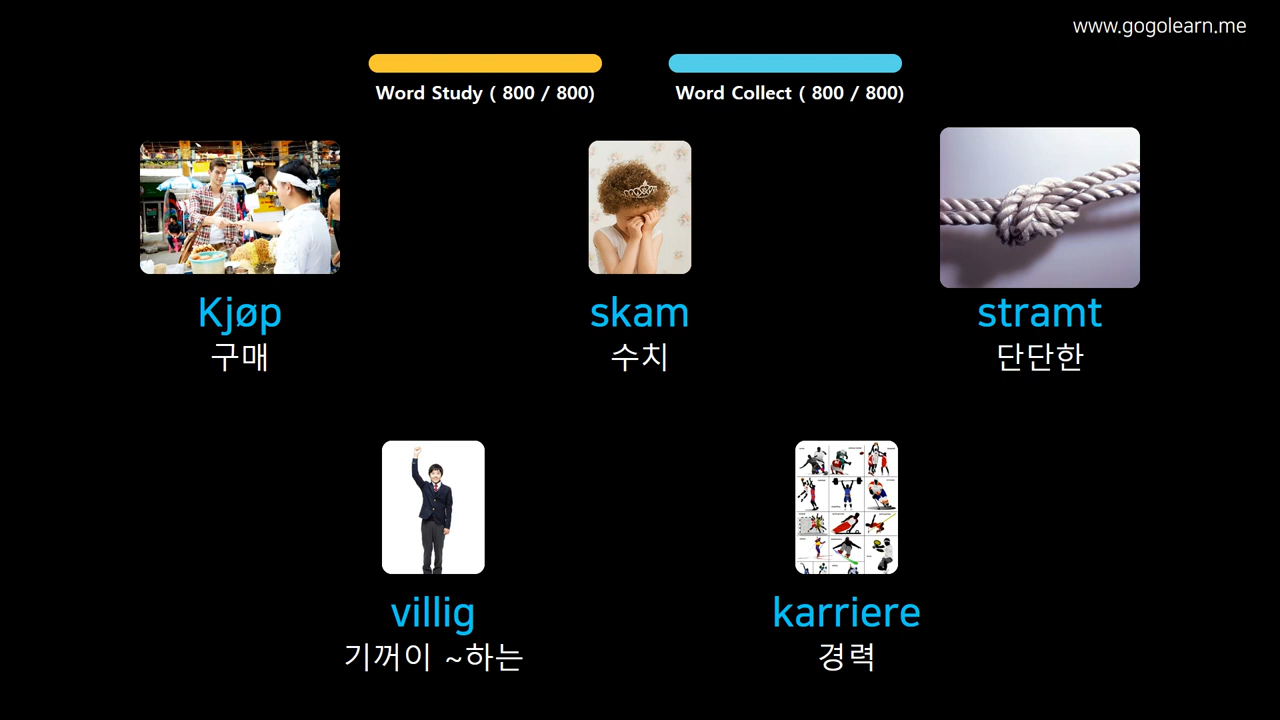 www.gogolearn.me
Word Study ( 800 / 800)
Word Collect ( 800 / 800)
Kjøp
구매
skam
수치
stramt
단단한
villig
기꺼이 ~하는
karriere
경력